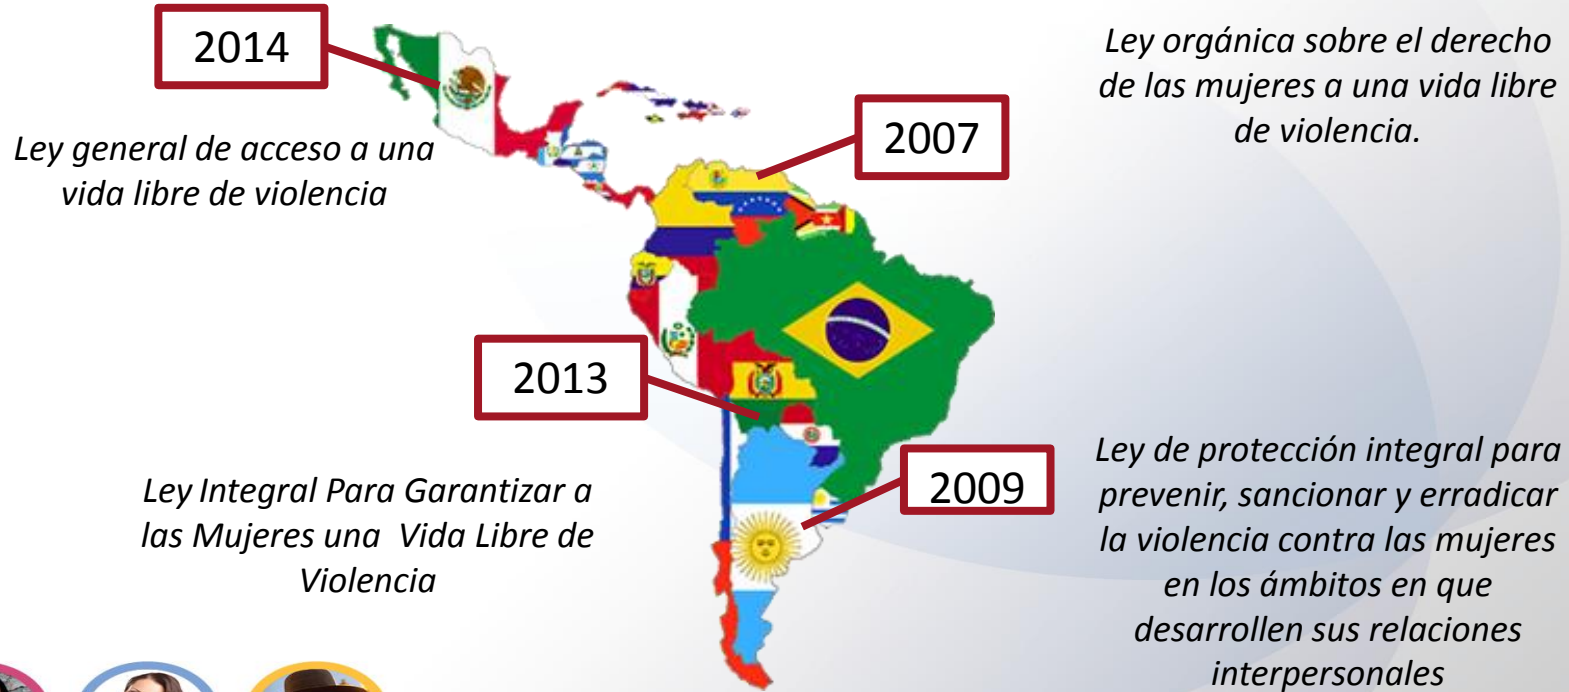 2014
Ley general de acceso a una
vida libre de violencia
2007
Ley orgánica sobre el derecho
de las mujeres a una vida libre
de violencia.
2013
Ley Integral Para Garantizar a
las Mujeres una Vida Libre de
Violencia
2009
Ley de protección integral para
prevenir, sancionar y erradicar
la violencia contra las mujeres
en los ámbitos en que
desarrollen sus relaciones
interpersonales